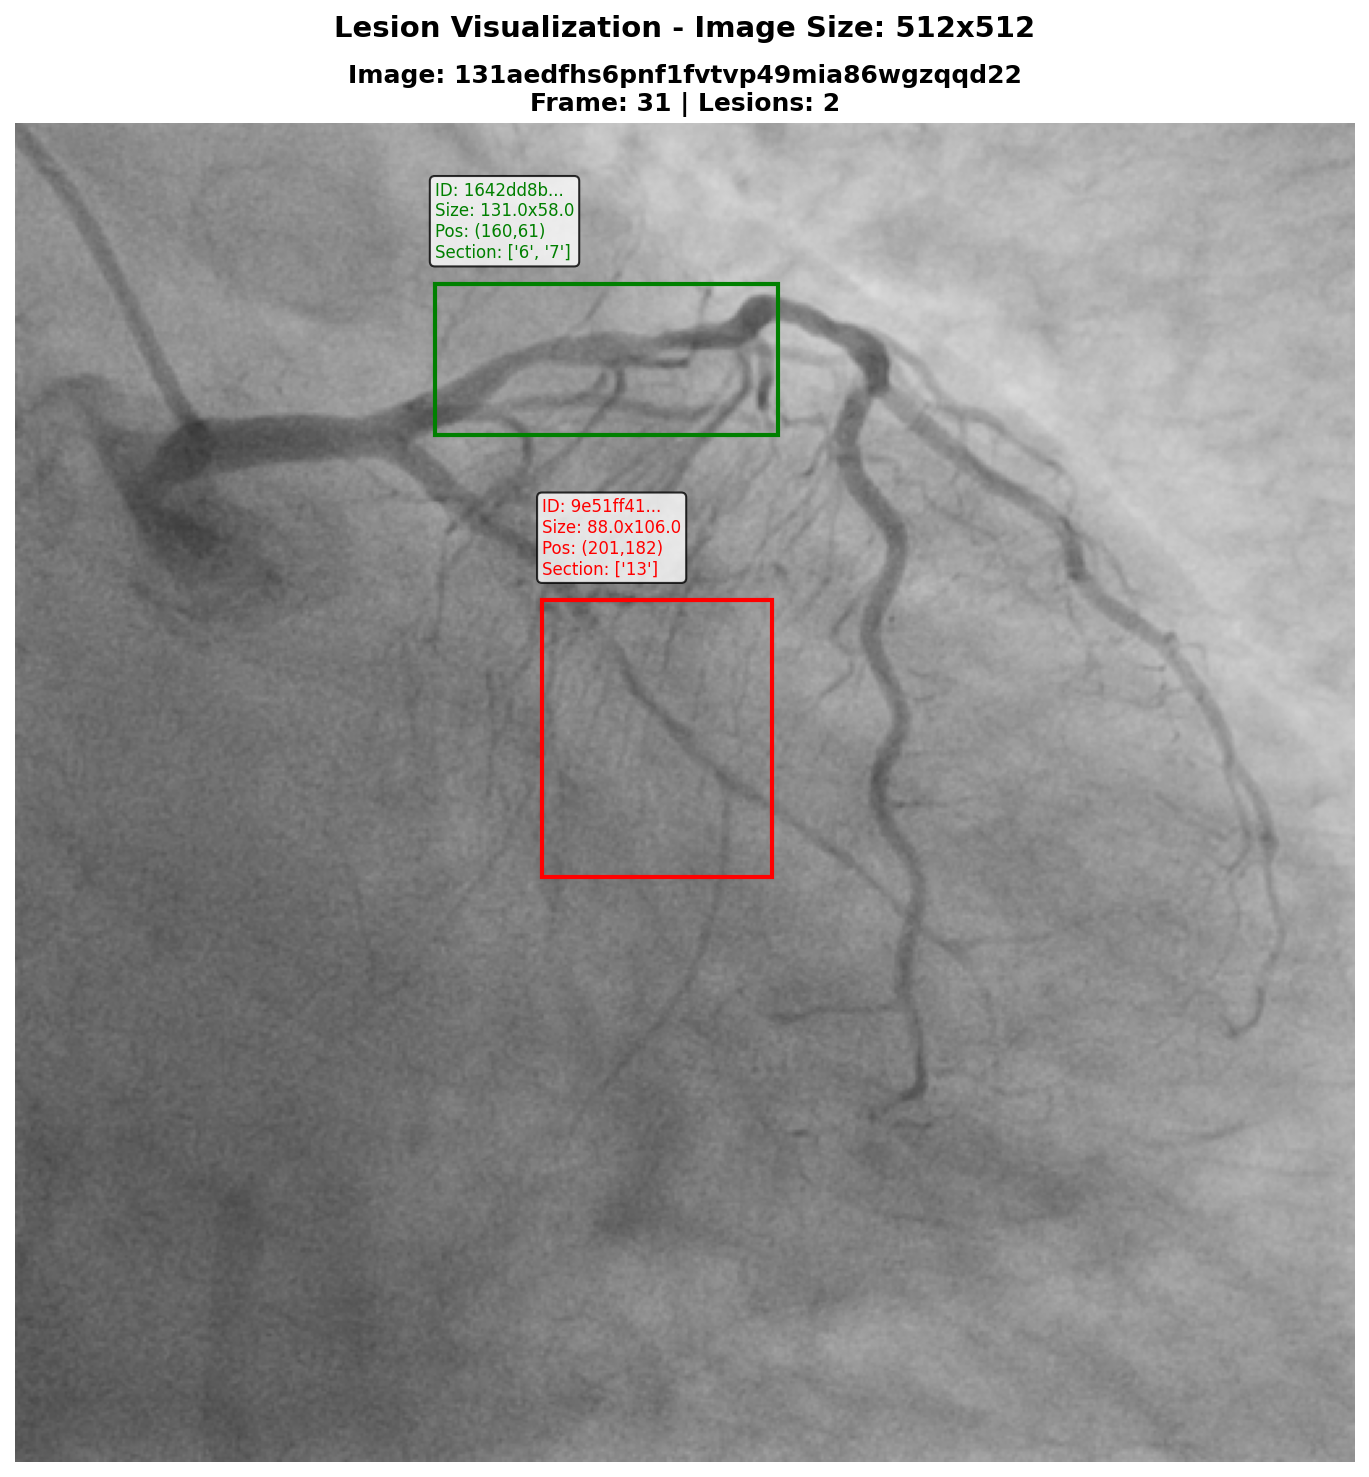 Lesion Visualization - Image Size: 512x512
Image: 131aedfhs6pnf1fvtvp49mia86wgzqqd22
Frame: 31 | Lesions: 2
ID: 1642dd8b...
Size: 131.0x58.0
Pos: (160,61)
Section: ['6', '7']
ID: 9e51ff41...
Size: 88.0x106.0
Pos: (201,182)
Section: ['13']